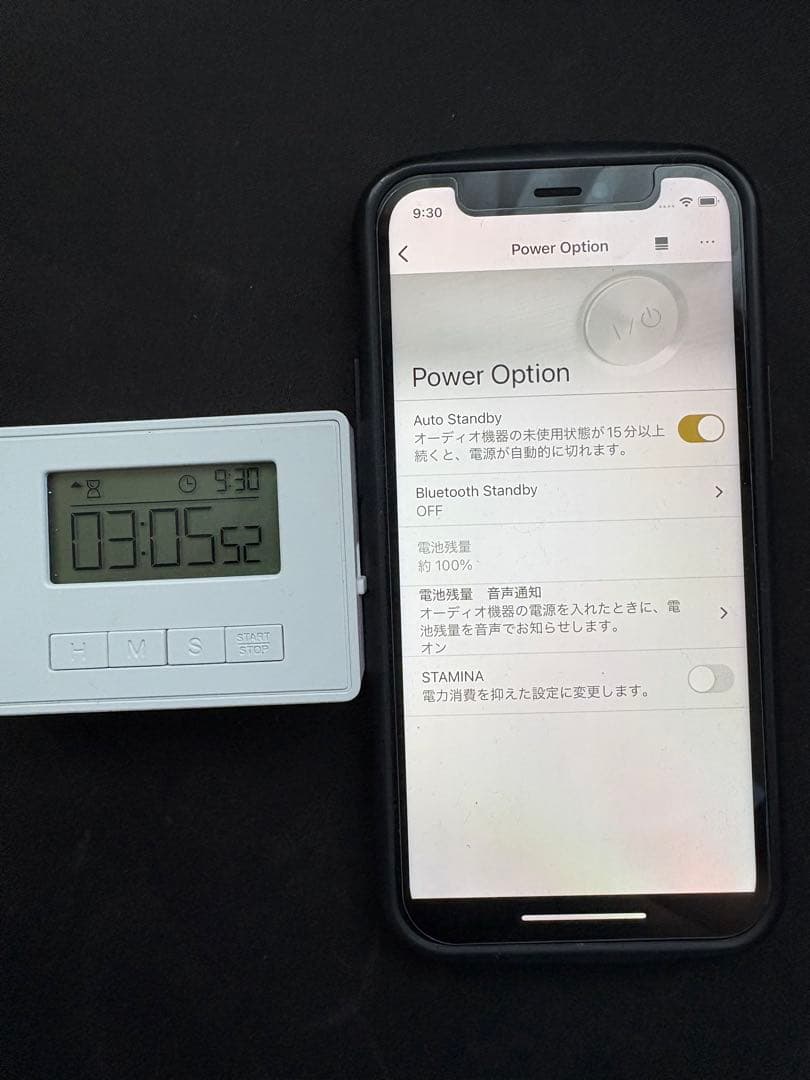 9:30
03:05 52
H M S START
STOP
9:30
Power Option
Power Option
Auto Standby
オーディオ機器の未使用状態が15分以上
続くと、電源が自動的に切れます。
Bluetooth Standby
OFF
電池残量
約 100%
電池残量 音声通知
オーディオ機器の電源を入れたときに、電
池残量を音声でお知らせします。
オン
STAMINA
電力消費を抑えた設定に変更します。